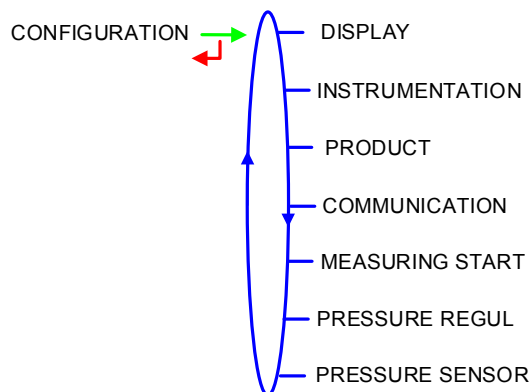 CONFIGURATION
DISPLAY
INSTRUMENTATION
PRODUCT
COMMUNICATION
MEASURING START
PRESSURE REGUL
PRESSURE SENSOR